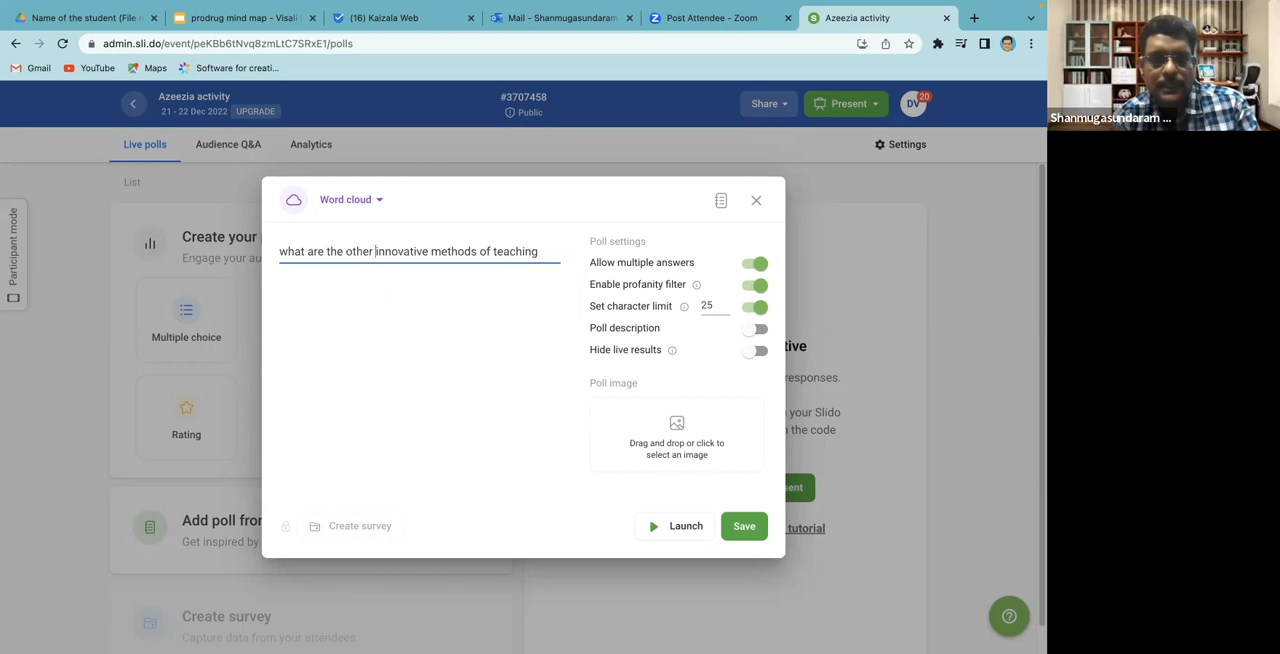 Name of the student (File r
prodrug mind map - Visali
(16) Kaizala Web
Mail - Shanmugasundaram
Post Attendee - Zoom
Azeezia activity
admin.sli.do/event/peKBb6tNvq8zmLtC7SRxE1/polls
Gmail
YouTube
Maps
Software for creati...
Azeezia activity
21 - 22 Dec 2022
UPGRADE
#3707458
Public
Share
Present
DV
20
Shanmugasundaram ...
Live polls
Audience Q&A
Analytics
Settings
List
Participant mode
Create your
Engage your au
Multiple choice
Rating
Add poll fron
Get inspired by
Create survey
Capture data from your attendees.
Word cloud
what are the other innovative methods of teaching
Poll settings
Allow multiple answers
Enable profanity filter
Set character limit
25
Poll description
Hide live results
Poll image
Drag and drop or click to
select an image
Create survey
Launch
Save
tive
responses.
your Slido
n the code
sent
tutorial